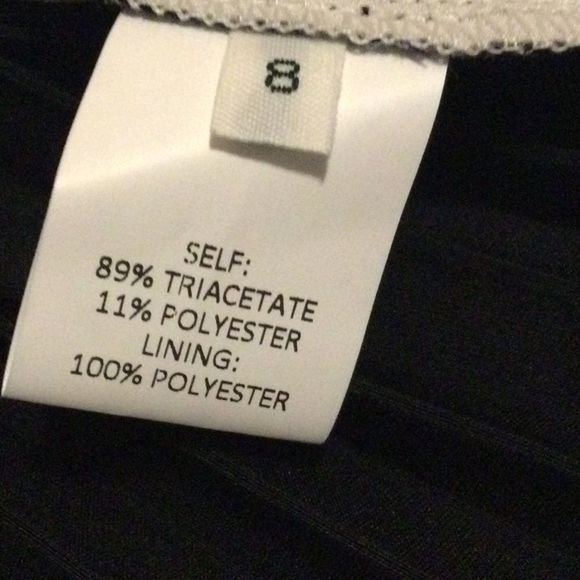 8
SELF:
89% TRIACETATE
11% POLYESTER
LINING:
100% POLYESTER